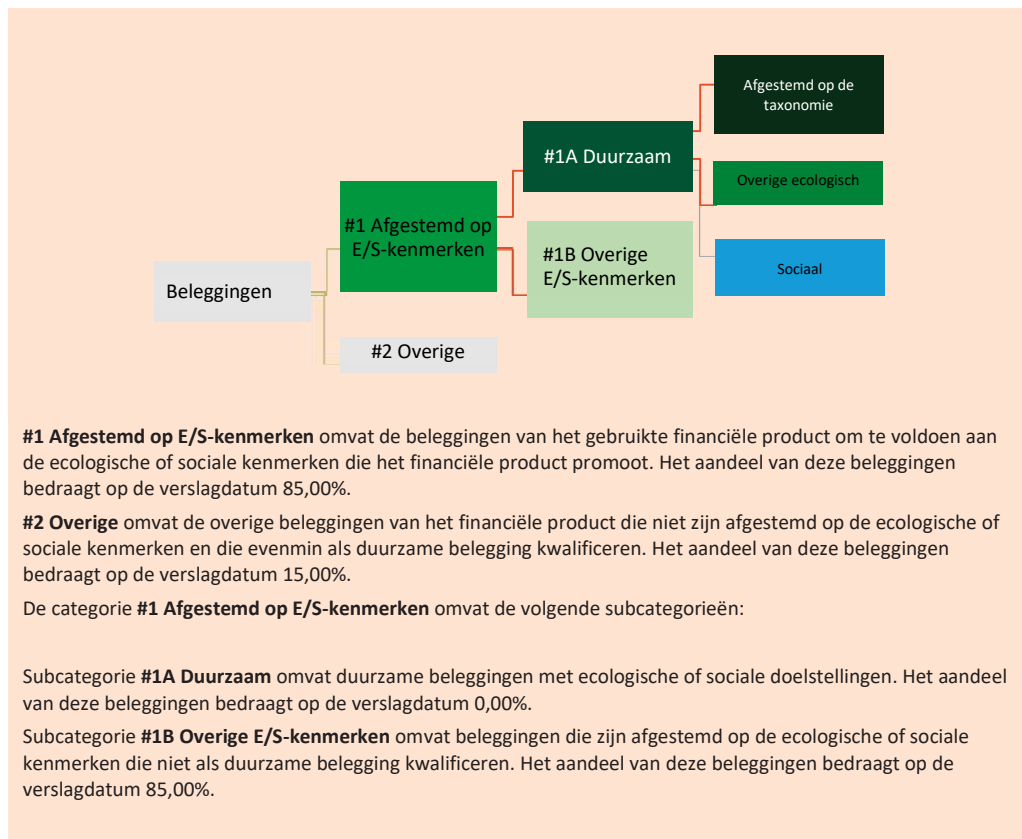 Afgestemd op de
taxonomie
#1A Duurzaam
Overige ecologisch
#1 Afgestemd op
E/S-kenmerken
#1B Overige
E/S-kenmerken
Sociaal
Beleggingen
#2 Overige
#1 Afgestemd op E/S-kenmerken omvat de beleggingen van het gebruikte financiële product om te voldoen aan
de ecologische of sociale kenmerken die het financiële product promoot. Het aandeel van deze beleggingen
bedraagt op de verslagdatum 85,00%.
#2 Overige omvat de overige beleggingen van het financiële product die niet zijn afgestemd op de ecologische of
sociale kenmerken en die evenmin als duurzame belegging kwalificeren. Het aandeel van deze beleggingen
bedraagt op de verslagdatum 15,00%.
De categorie #1 Afgestemd op E/S-kenmerken omvat de volgende subcategorieën:
Subcategorie #1A Duurzaam omvat duurzame beleggingen met ecologische of sociale doelstellingen. Het aandeel
van deze beleggingen bedraagt op de verslagdatum 0,00%.
Subcategorie #1B Overige E/S-kenmerken omvat beleggingen die zijn afgestemd op de ecologische of sociale
kenmerken die niet als duurzame belegging kwalificeren. Het aandeel van deze beleggingen bedraagt op de
verslagdatum 85,00%.